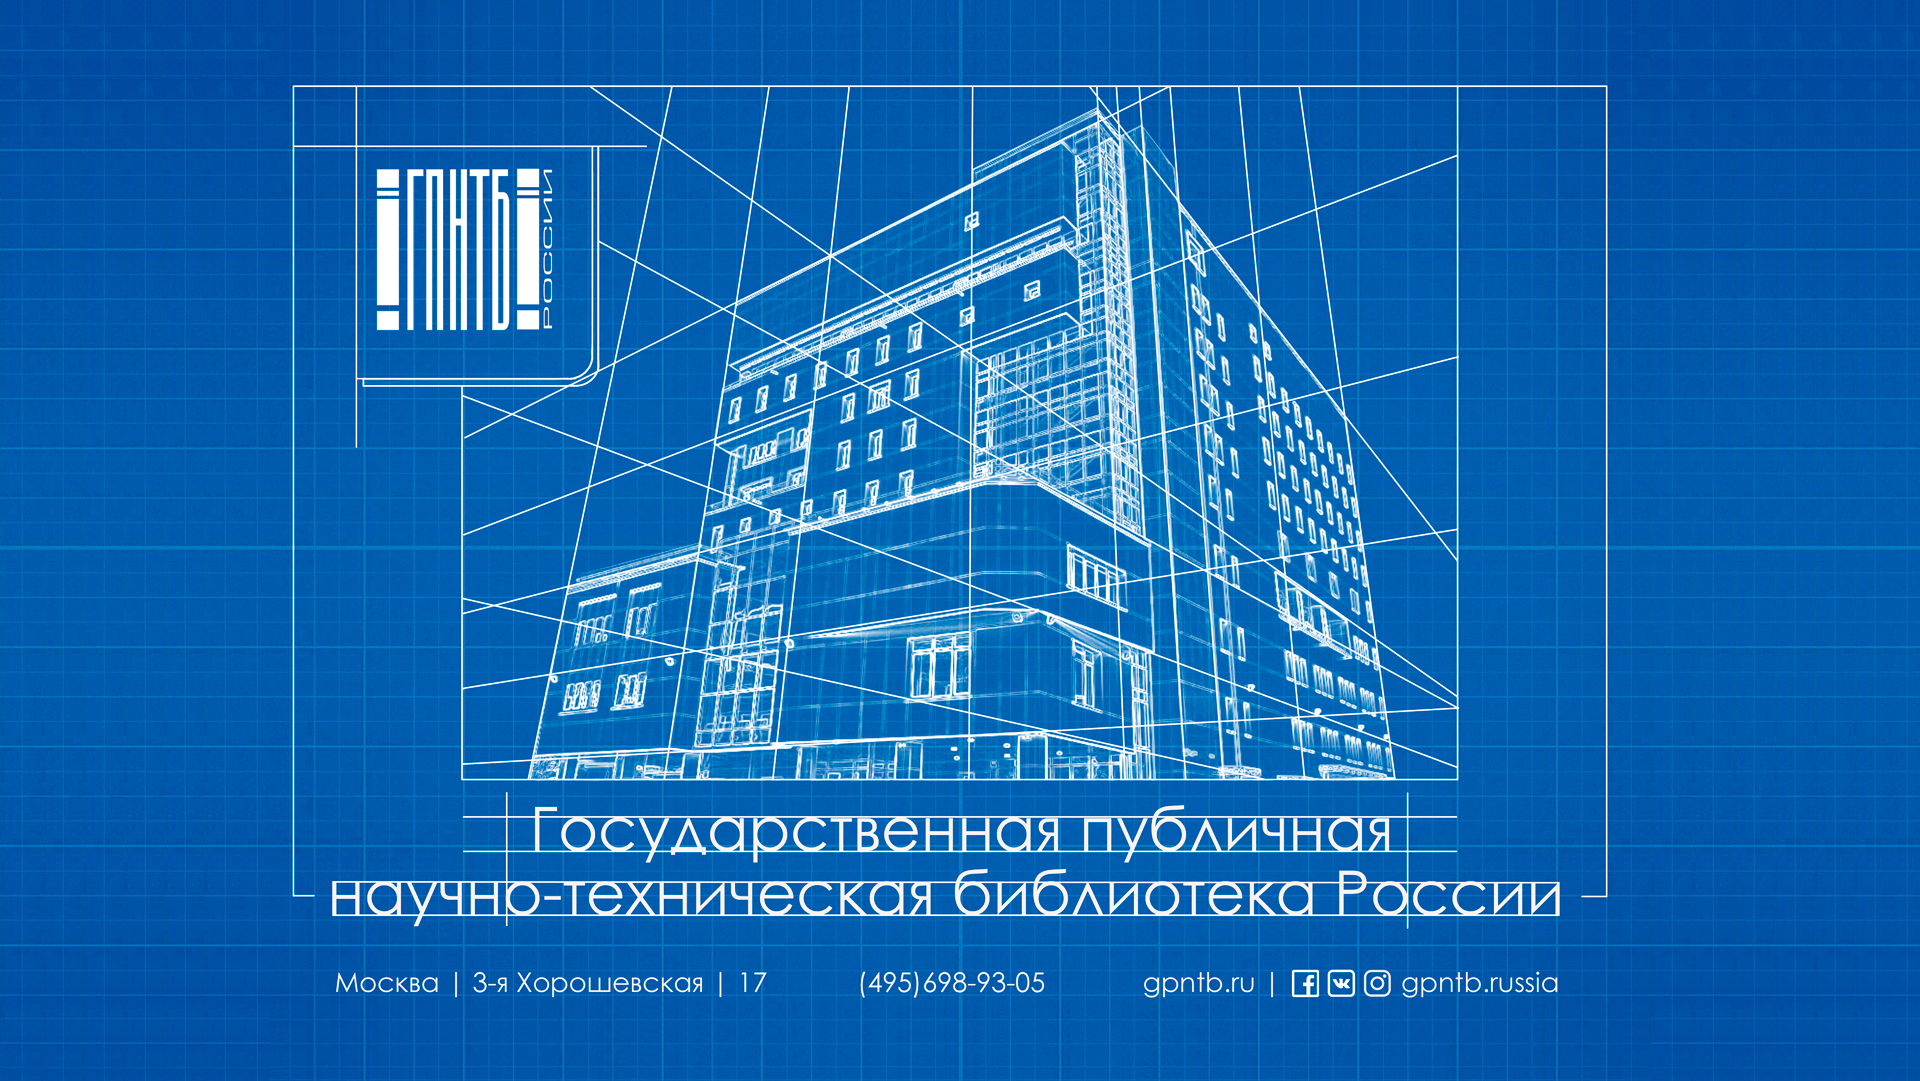 ГПНТБ
РОССИИ
Государственная публичная
научно-техническая библиотека России
Москва | 3-я Хорошевская | 17 (495)698-93-05 gpntb.ru | gpntb.russia